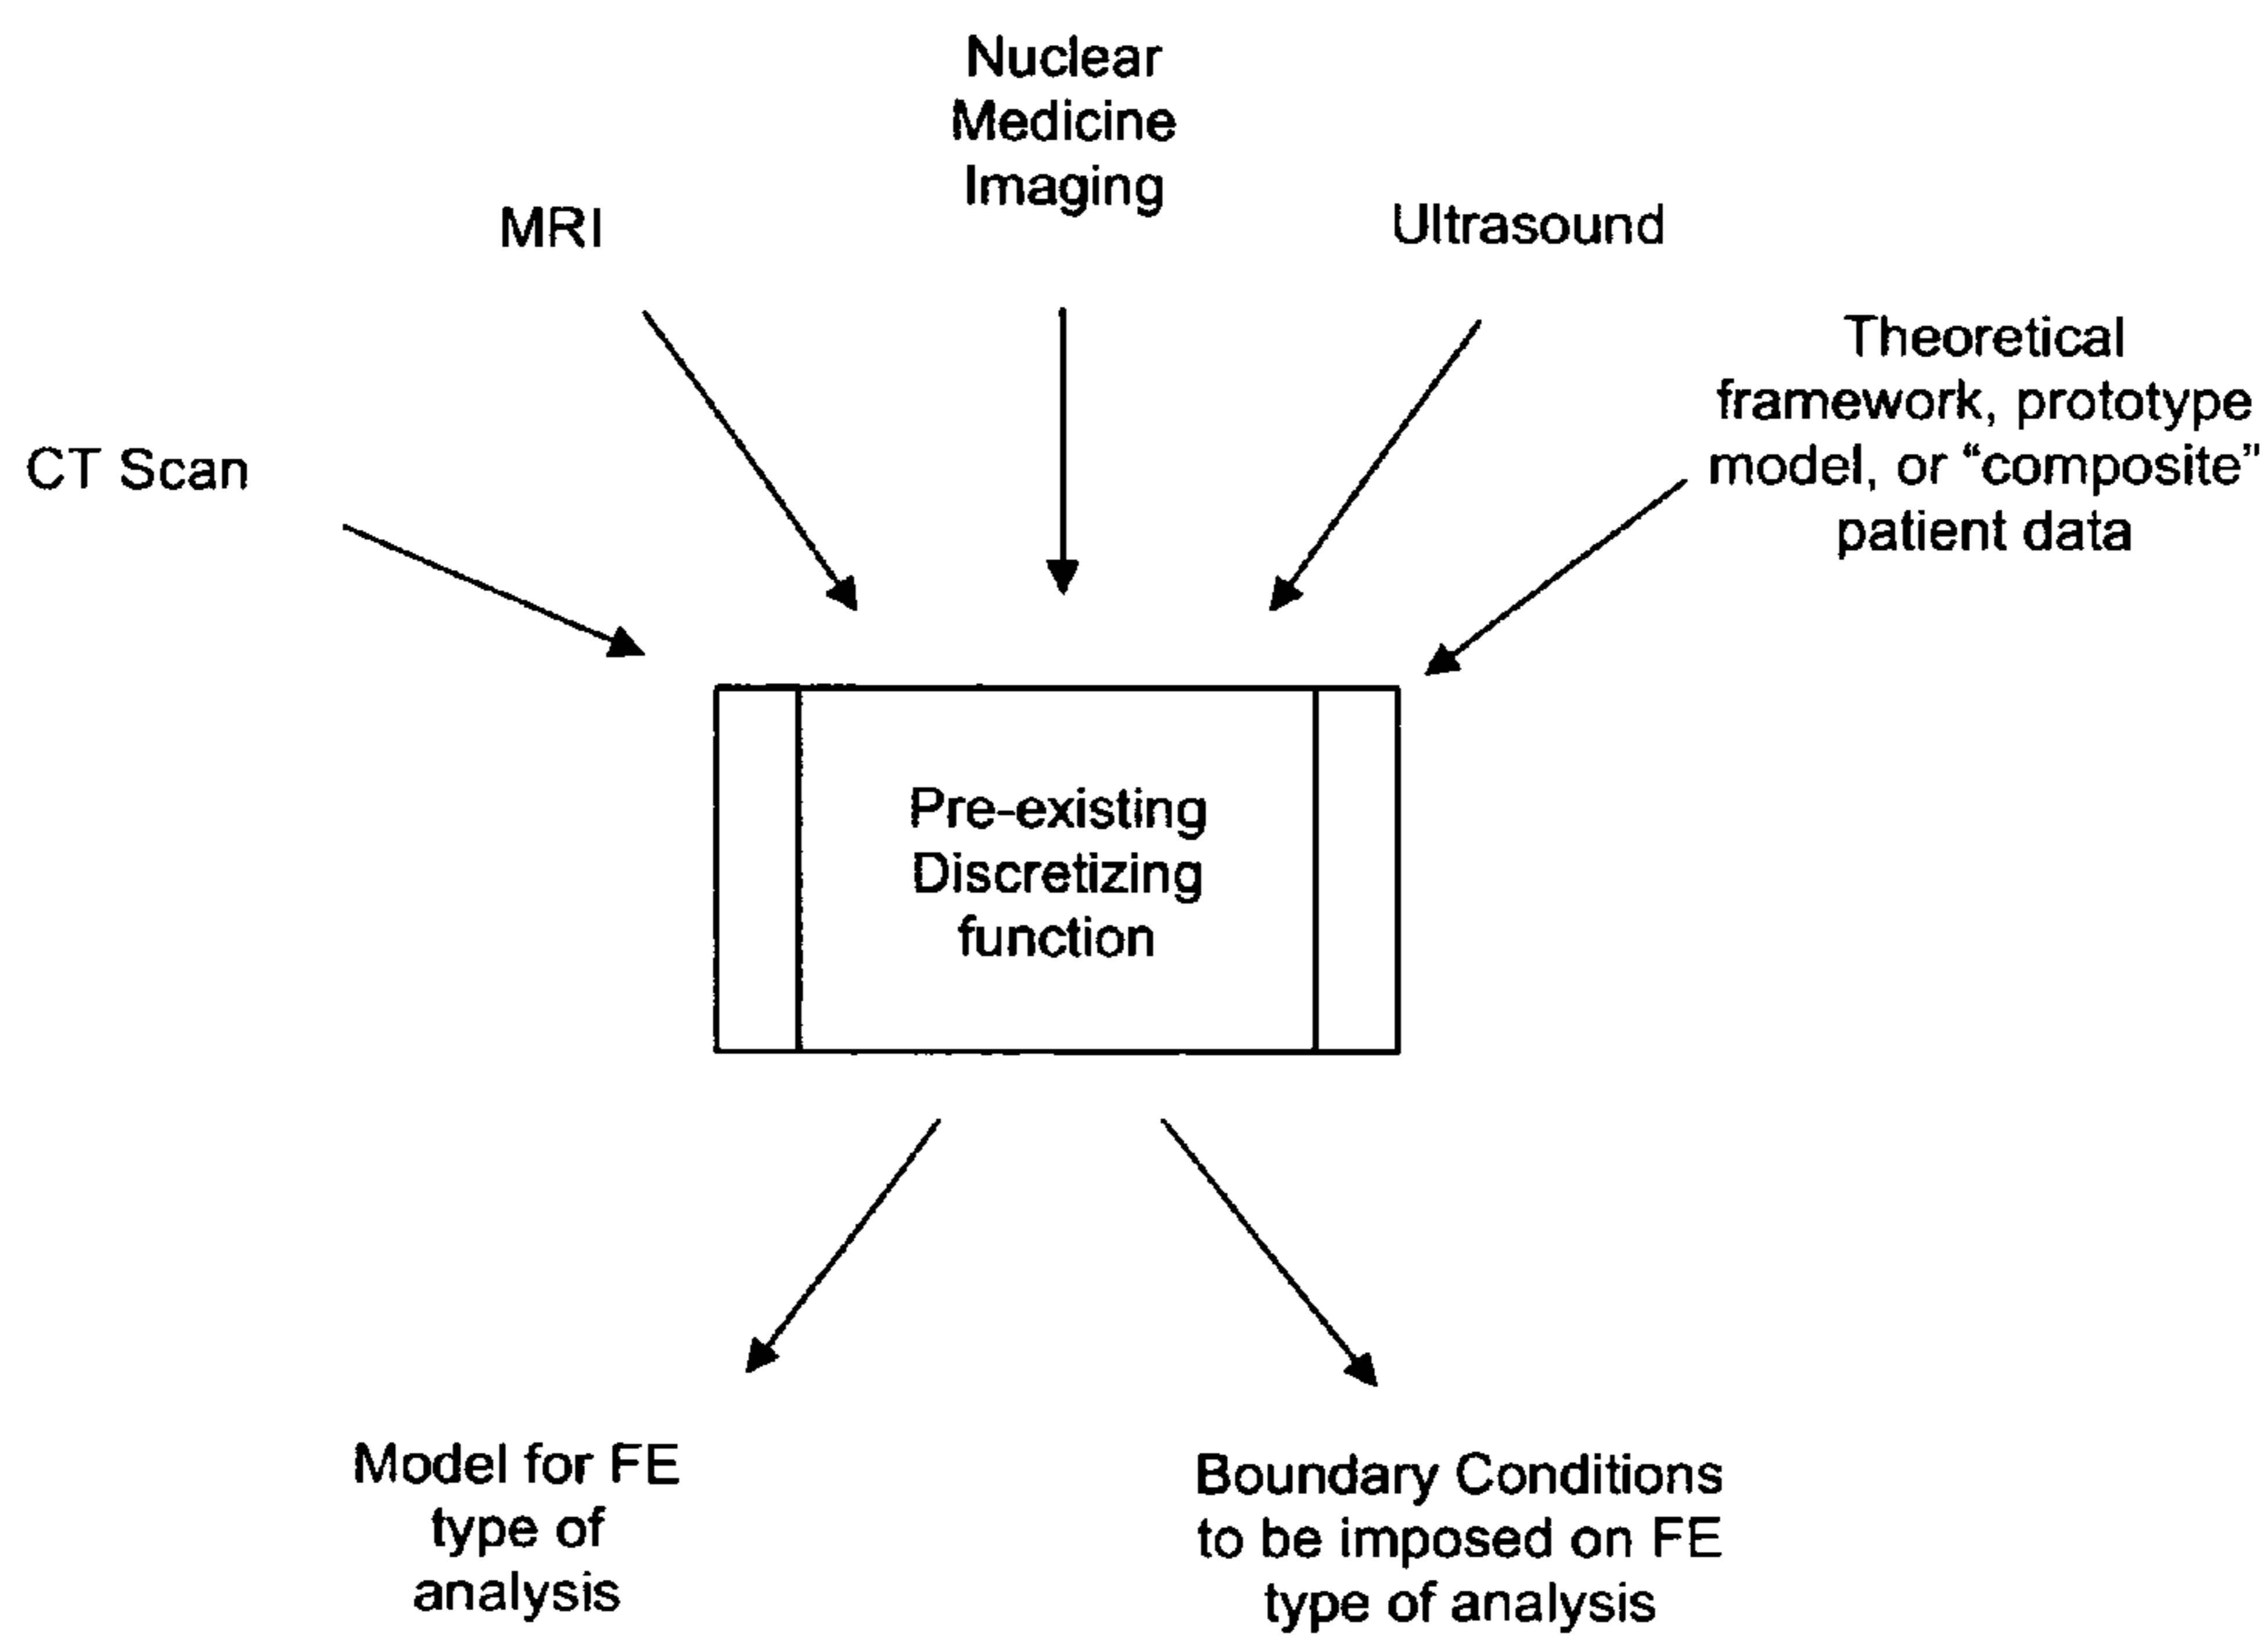 Nuclear
Medicine
Imaging
MRI
Ultrasound
Theoretical
framework, prototype
model, or “composite”
patient data
CT Scan
Pre-existing
Discretizing
function
Model for FE
type of
analysis
Boundary Conditions
to be imposed on FE
type of analysis